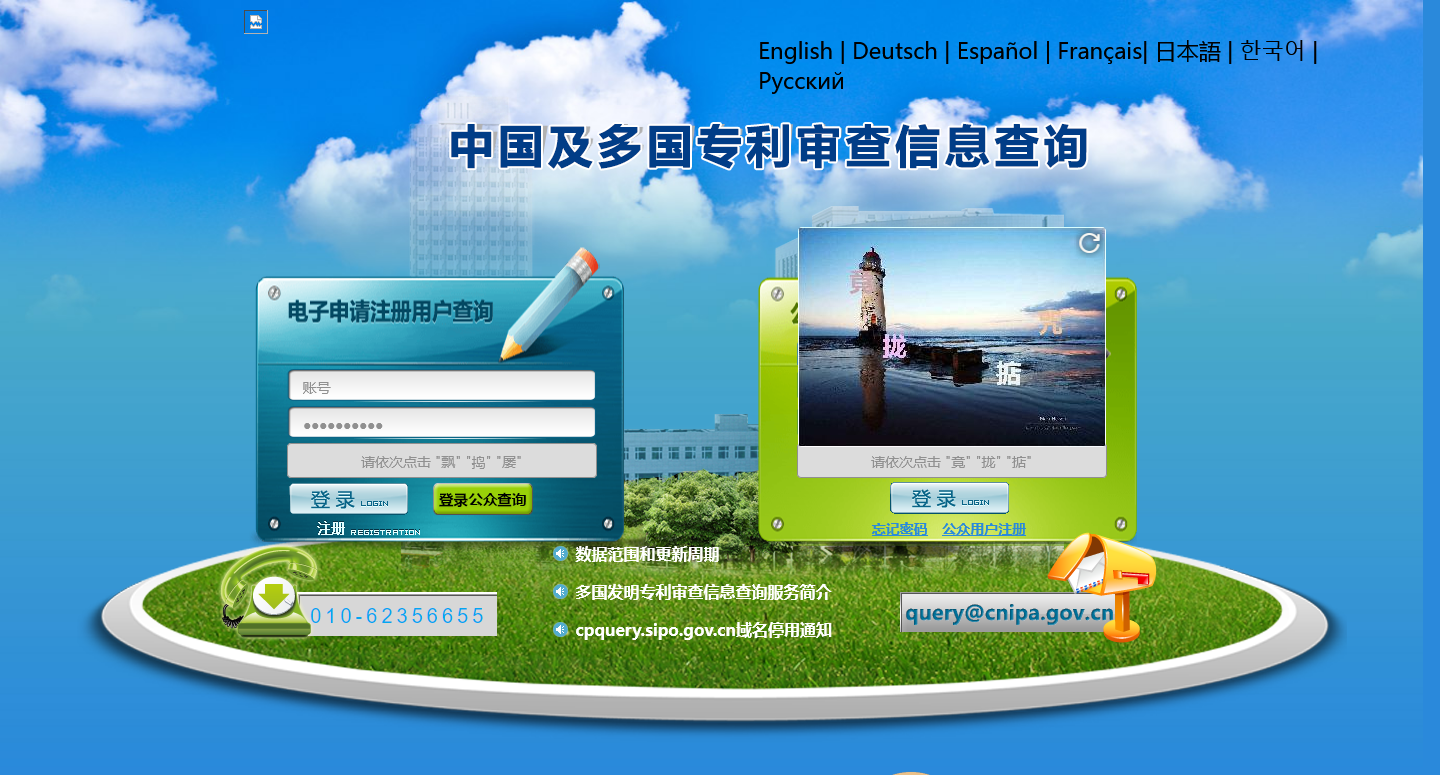 English | Deutsch | Español | Français| 日本語 | 한국어 |
Русский
中国及多国专利审查信息查询
电子申请注册用户查询
账号
请依次点击 "飘" "捣" "屡"
登录 LOGIN
登录公众查询
注册 REGISTRATION
竟
兜
拢
掂
请依次点击 "竟" "拢" "掂"
登录 LOGIN
忘记密码 公众用户注册
数据范围和更新周期
多国发明专利审查信息查询服务简介
cpquery.sipo.gov.cn域名停用通知
010-62356655
query@cnipa.gov.cn